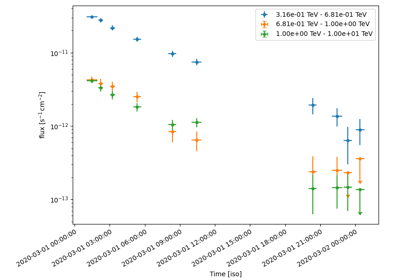 3.16e-01 TeV - 6.81e-01 TeV
6.81e-01 TeV - 1.00e+00 TeV
1.00e+00 TeV - 1.00e+01 TeV
flux [s⁻¹ cm⁻²]
10⁻¹¹
10⁻¹²
10⁻¹³
2020-03-01 00:00:00
2020-03-01 03:00:00
2020-03-01 06:00:00
2020-03-01 09:00:00
2020-03-01 12:00:00
2020-03-01 15:00:00
2020-03-01 18:00:00
2020-03-01 21:00:00
2020-03-02 00:00:00
Time [iso]